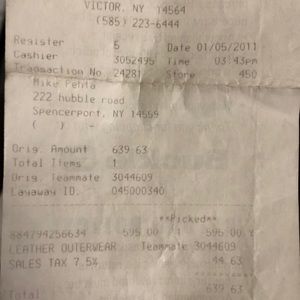 VICTOR, NY 14564
(585) 223-6444
Register 5 Date 01/05/2011
Cashier 3052495 Time 03:43pm
Transaction No 24281 Store 450
Mike Penta
222 hubble road
Spencerport, NY 14559
( ) -
Orig. Amount 639.63
Total Items 1
Orig. Teammate 3044609
Layaway ID. 045000340
**Picked**
884794256634 595.00 1 595.00 Y
LEATHER OUTERWEAR Teammate 3044609
SALES TAX 7.5% 44.63
Total 639.63